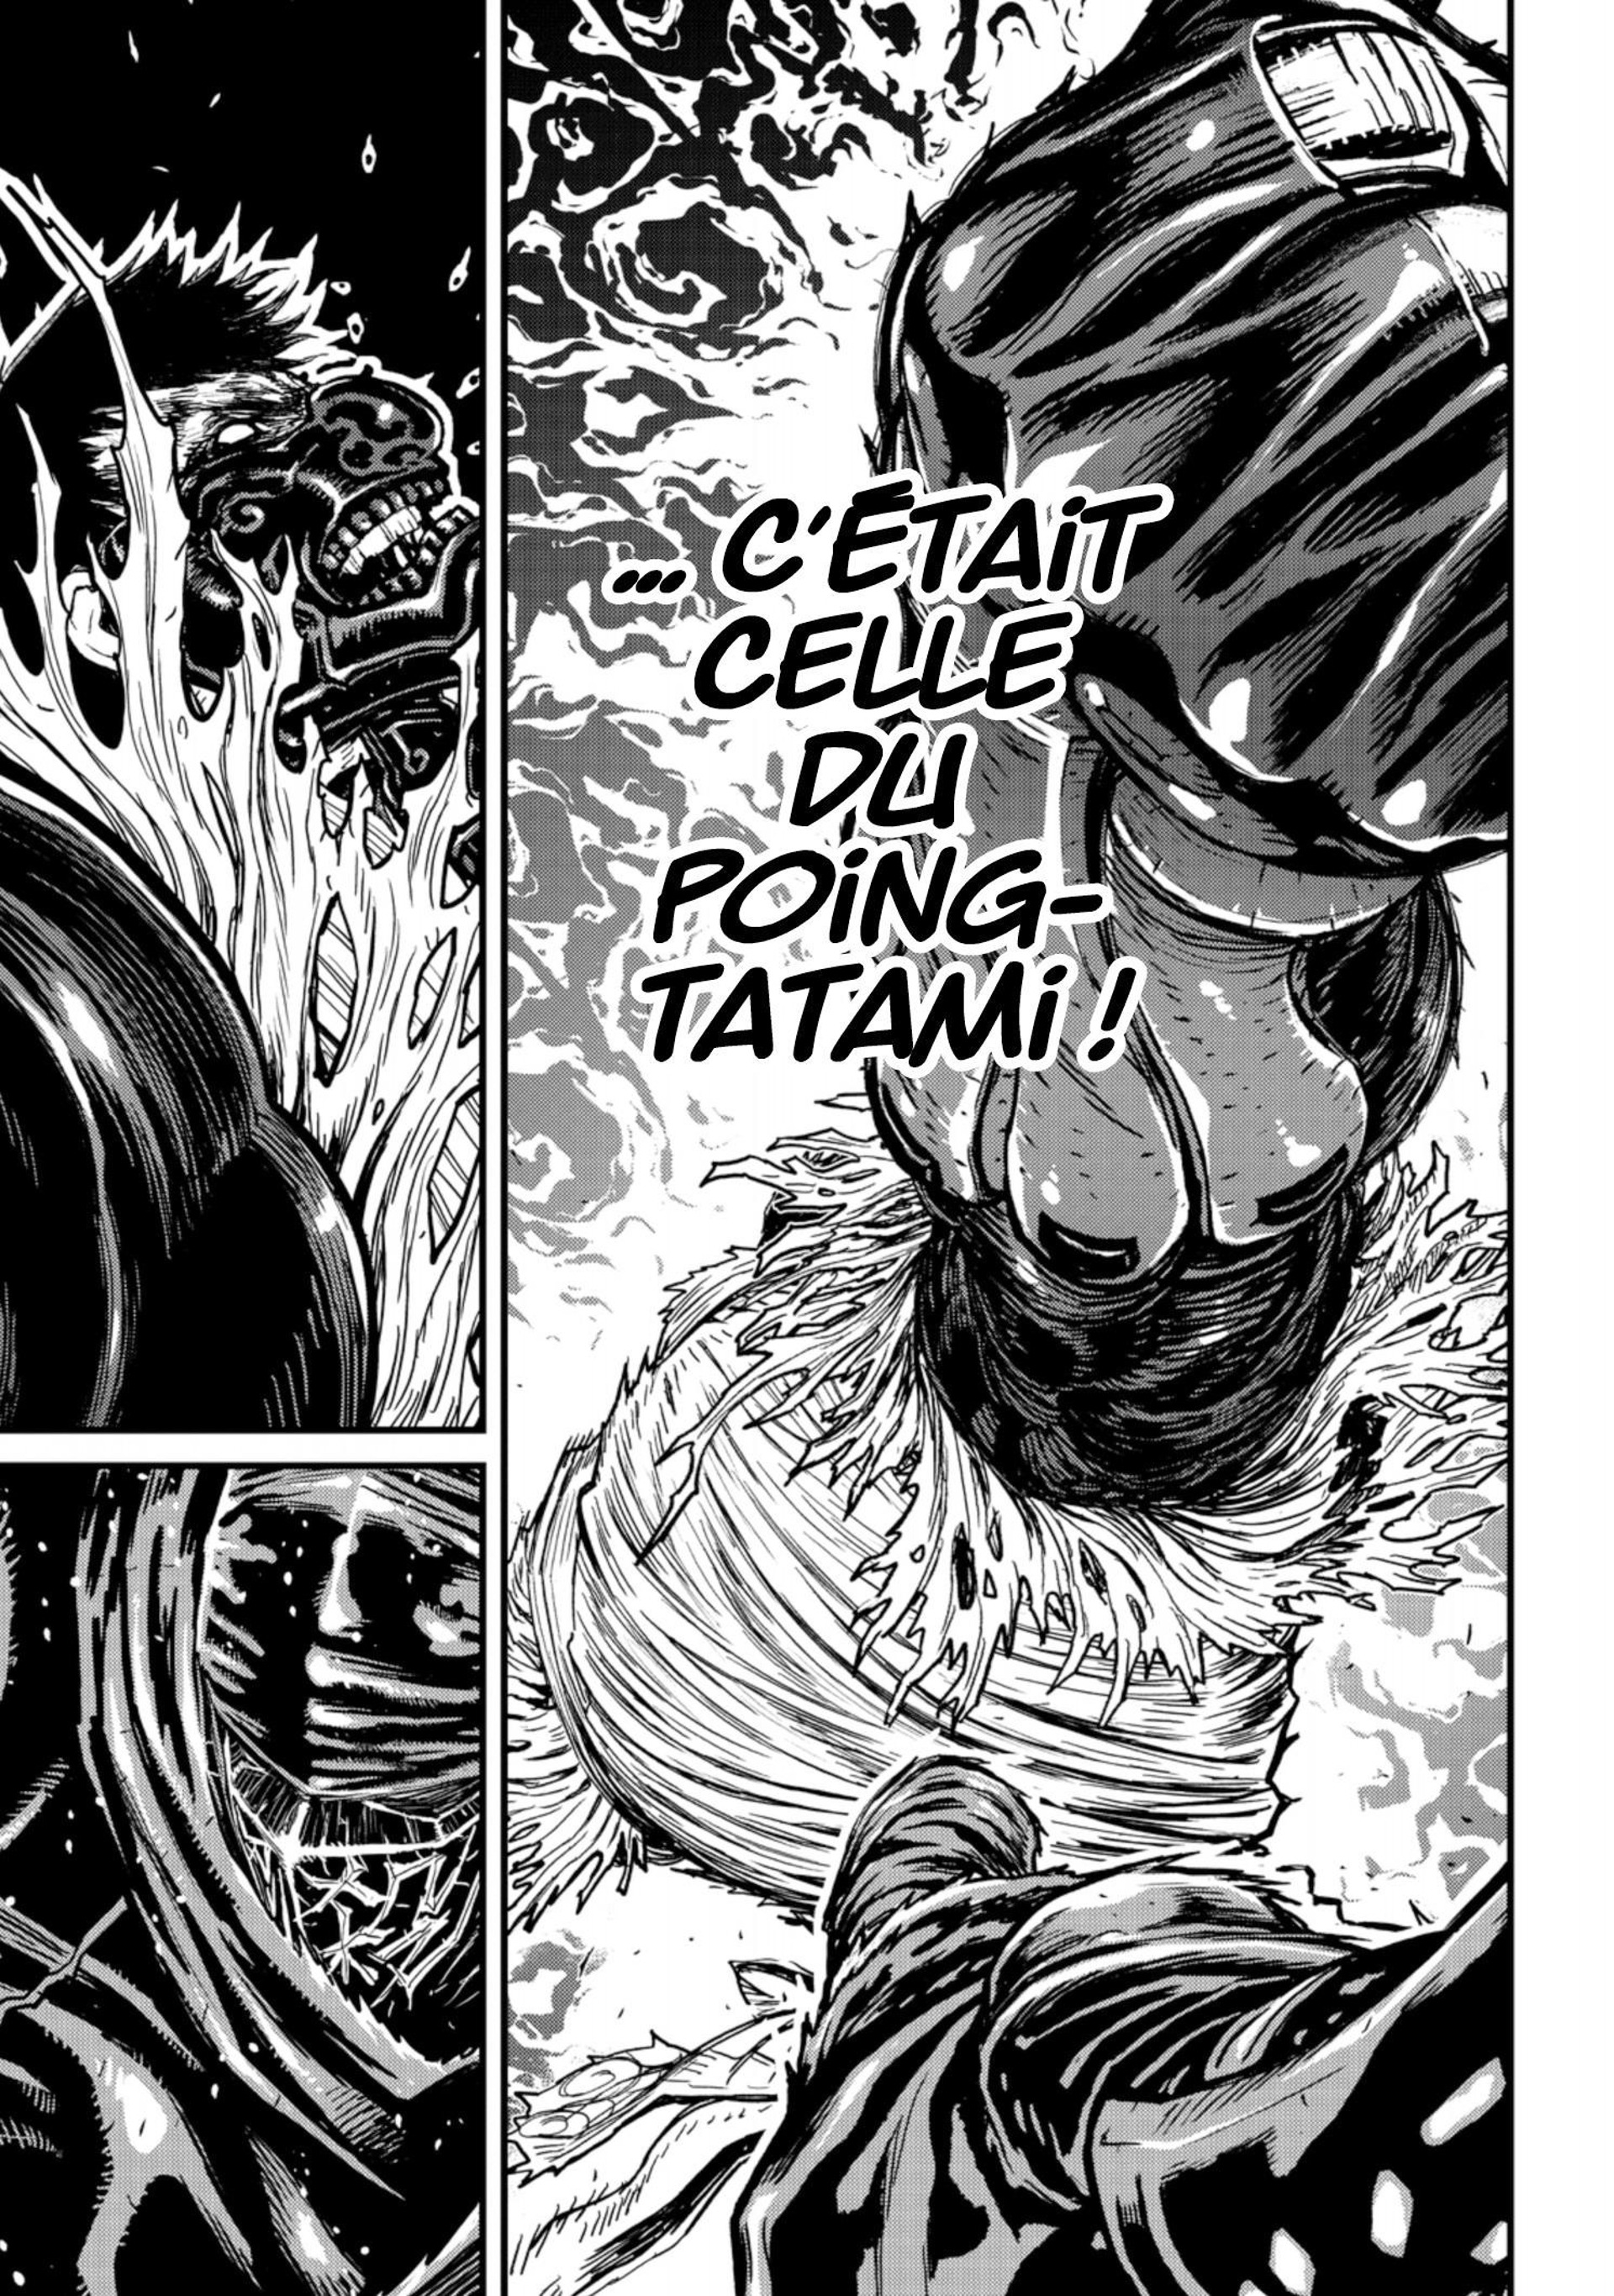 ... C'ÉTAIT
CELLE
DU
POING-
TATAMI !